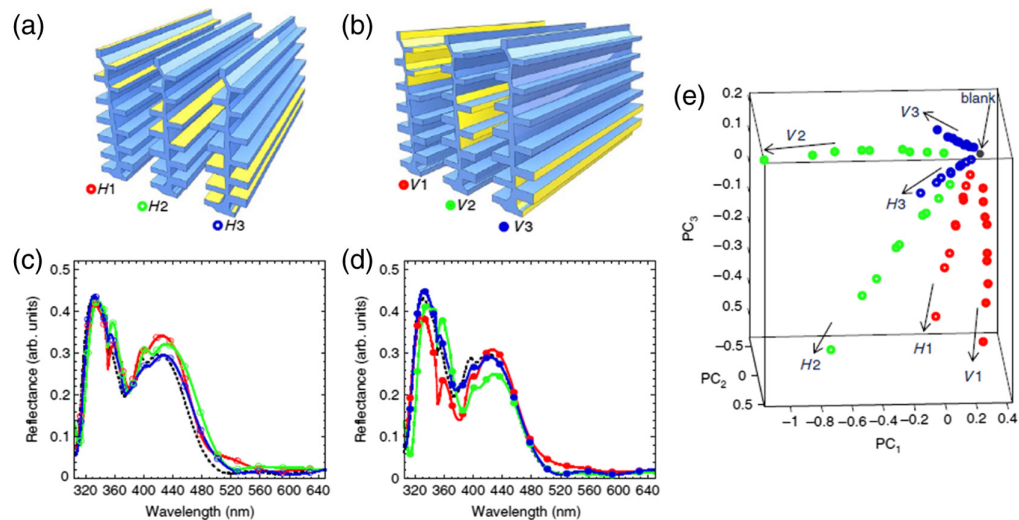 (a)
H1
H2
H3
(b)
V1
V2
V3
(c)
Reflectance (arb. units)
0.5
0.4
0.3
0.2
0.1
0
320 360 400 440 480 520 560 600 640
Wavelength (nm)
(d)
Reflectance (arb. units)
0.5
0.4
0.3
0.2
0.1
0
320 360 400 440 480 520 560 600 640
Wavelength (nm)
(e)
0.2
0.1
0
−0.1
−0.2
−0.3
−0.4
0.5
−0.5
0
0.5
PC3
PC2
−1 −0.8 −0.6 −0.4 −0.2 0 0.2 0.4
PC1
V2
V3
blank
H3
H2
H1
V1